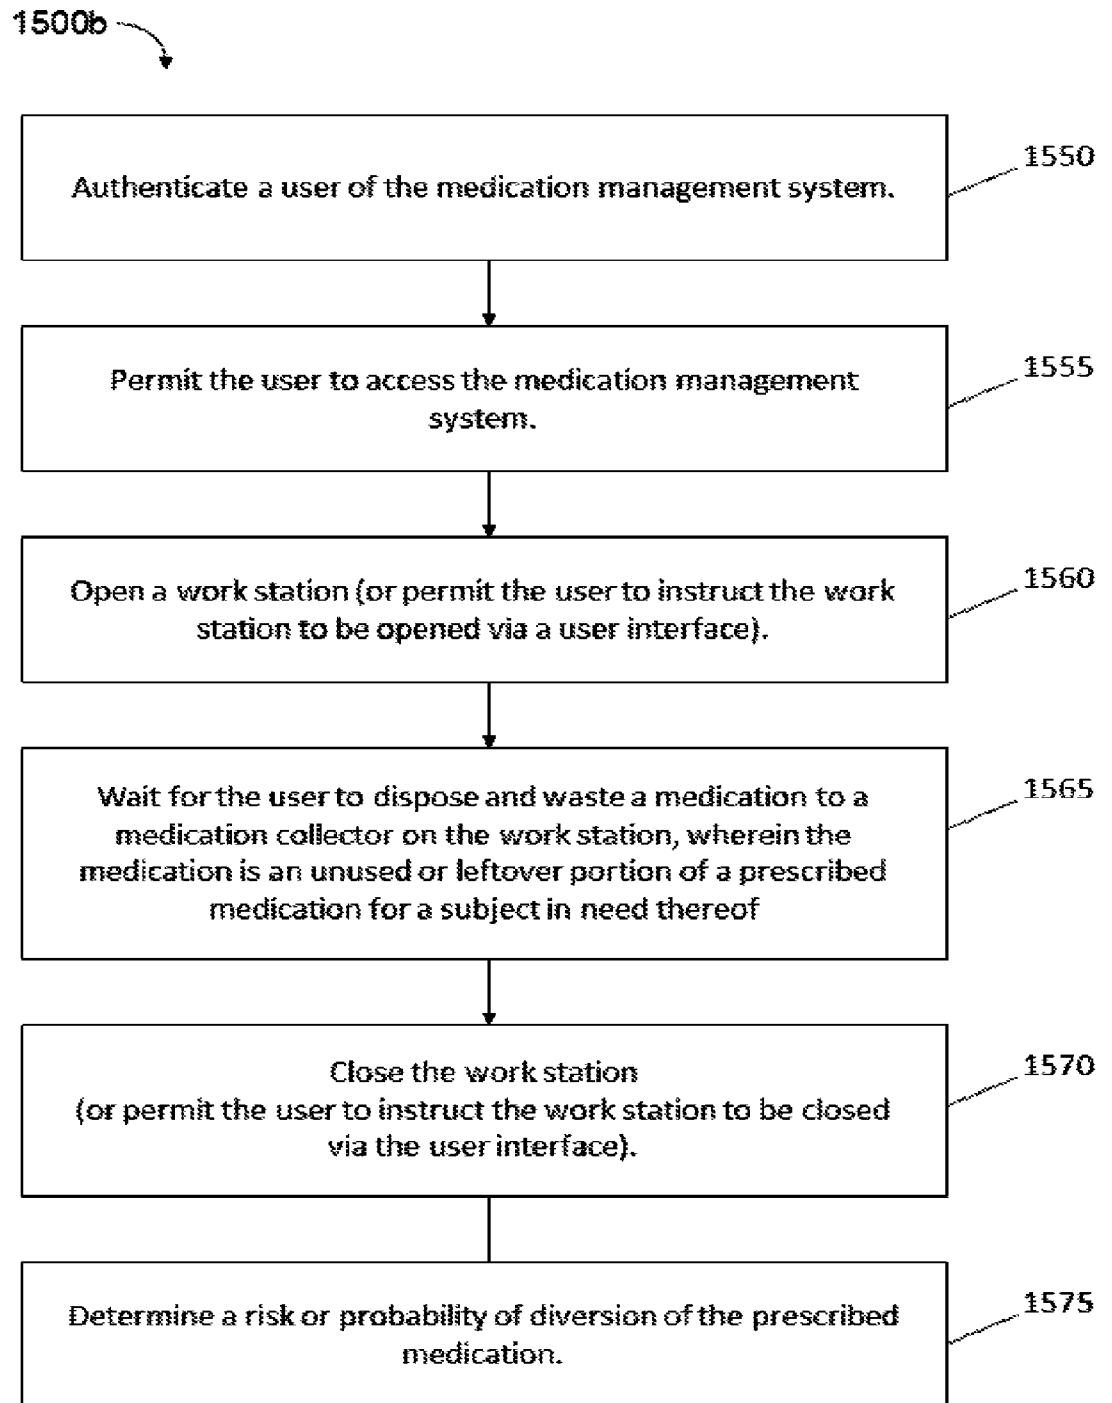 1500b
Authenticate a user of the medication management system.
1550
Permit the user to access the medication management
system.
1555
Open a work station (or permit the user to instruct the work
station to be opened via a user interface).
1560
Wait for the user to dispose and waste a medication to a
medication collector on the work station, wherein the
medication is an unused or leftover portion of a prescribed
medication for a subject in need thereof
1565
Close the work station
(or permit the user to instruct the work station to be closed
via the user interface).
1570
Determine a risk or probability of diversion of the prescribed
medication.
1575